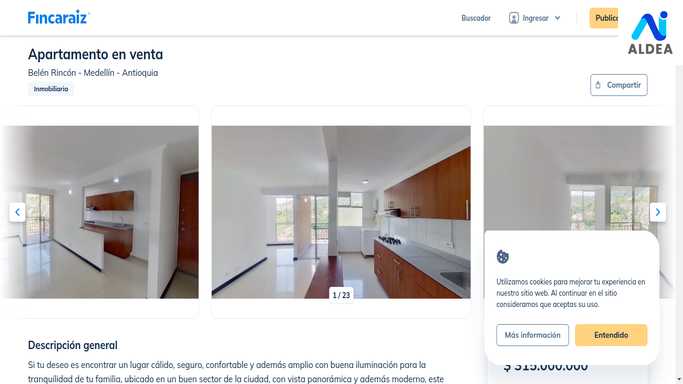 Fincaraiz
Buscador
Ingresar
Public
ALDEA
Apartamento en venta
Belén Rincón - Medellín - Antioquia
Inmobiliario
Compartir
1 / 23
Utilizamos cookies para mejorar tu experiencia en
nuestro sitio web. Al continuar en el sitio
consideramos que aceptas su uso.
Más información
Entendido
Descripción general
$ 315.000.000
Si tu deseo es encontrar un lugar cálido, seguro, confortable y además amplio con buena iluminación para la
tranquilidad de tu familia, ubicado en un buen sector de la ciudad, con vista panorámica y además moderno, este